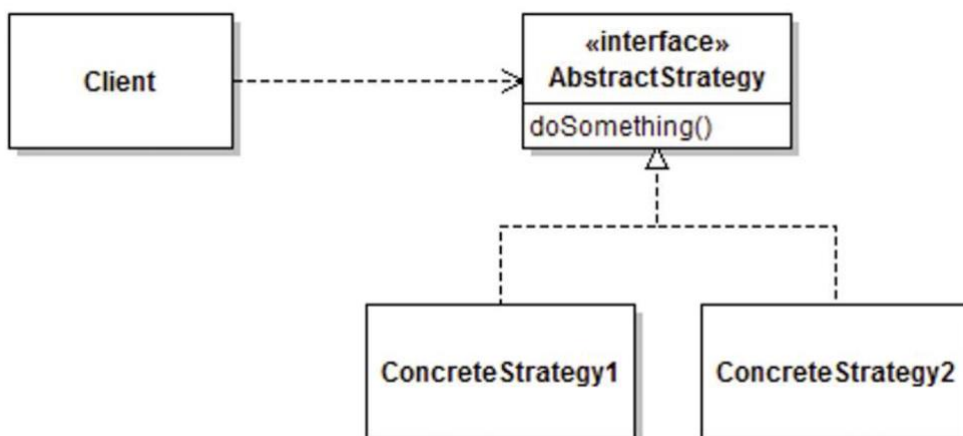 Client
«interface»
AbstractStrategy
doSomething()
ConcreteStrategy1
ConcreteStrategy2